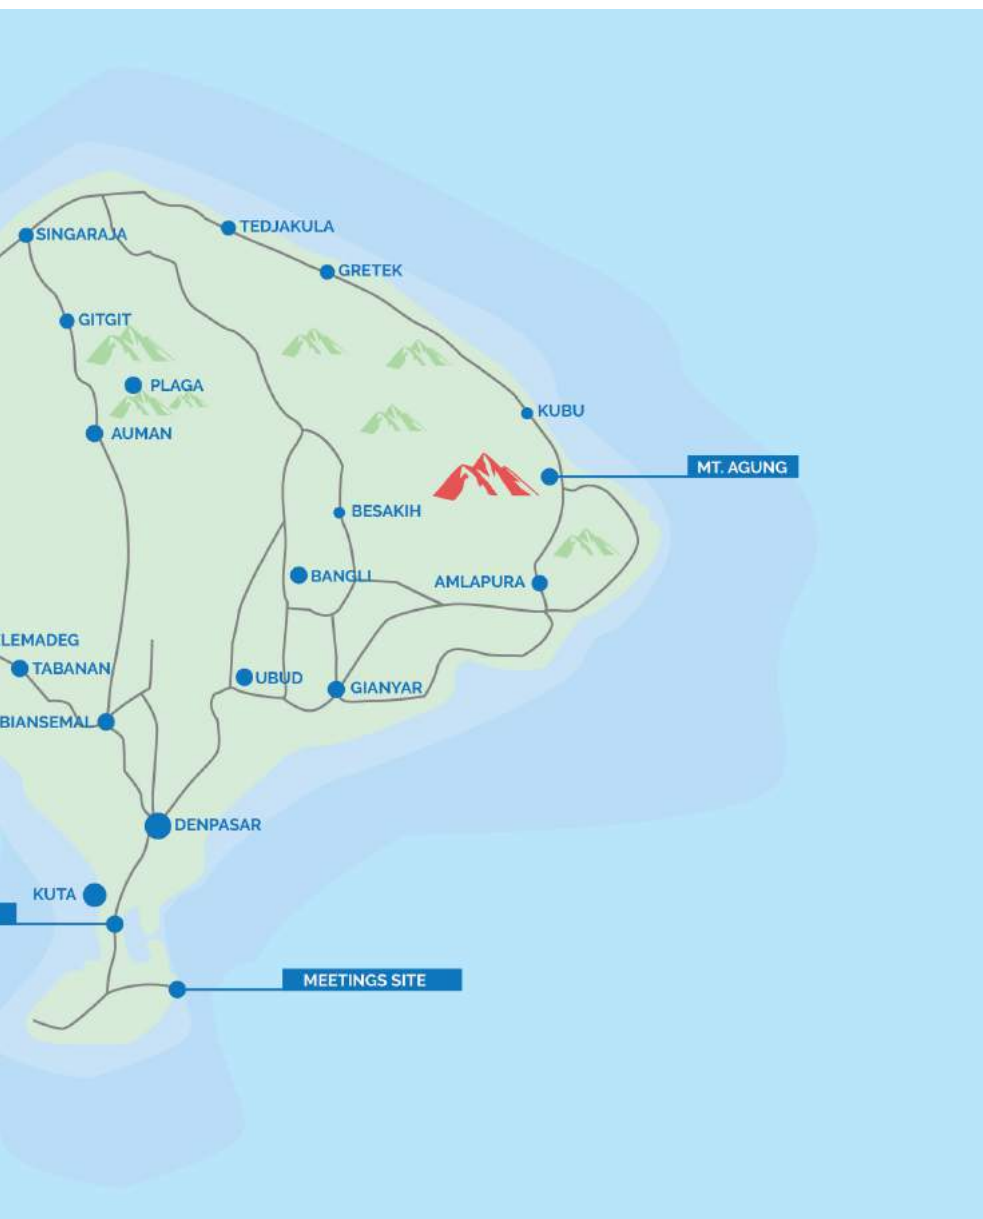 TEDJAKULA
SINGARAJA
GRETEK
GITGIT
PLAGA
KUBU
AUMAN
MT. AGUNG
BESAKIH
BANGLI
AMLAPURA
LEMADEG
TABANAN
UBUD
GIANYAR
BIANSEMAL
DENPASAR
KUTA
MEETINGS SITE